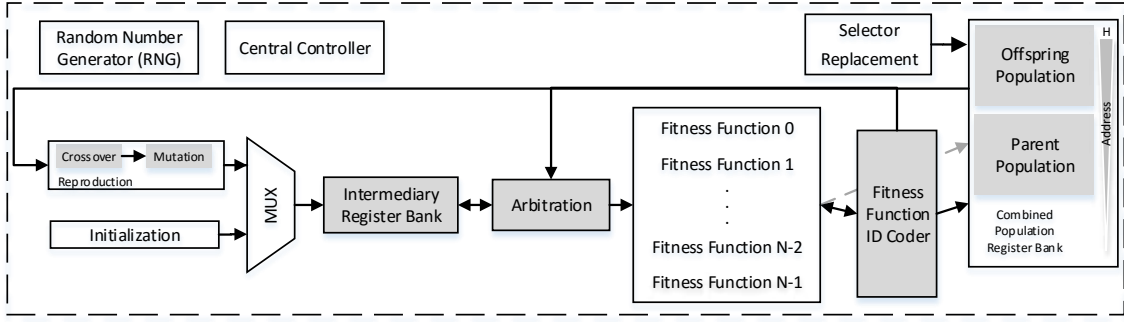 Random Number
Generator (RNG)
Central Controller
Selector
Replacement
H
Offspring
Population
Address
Parent
Population
Combined
Population
Register Bank
Crossover
Mutation
Reproduction
Initialization
MUX
Intermediary
Register Bank
Arbitration
Fitness Function 0
Fitness Function 1
.
.
.
Fitness Function N-2
Fitness Function N-1
Fitness
Function
ID Coder